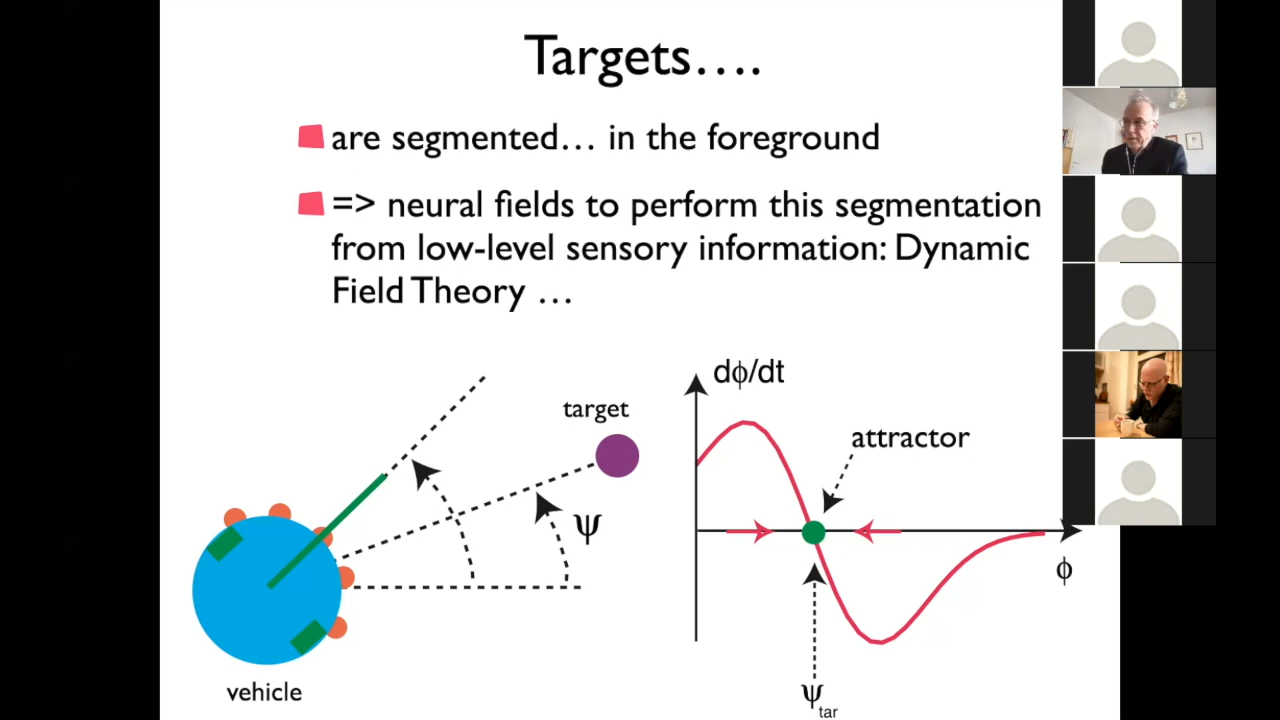 Targets….
are segmented… in the foreground
=> neural fields to perform this segmentation
from low-level sensory information: Dynamic
Field Theory …
target
ψ
vehicle
dϕ/dt
attractor
ϕ
ψtar